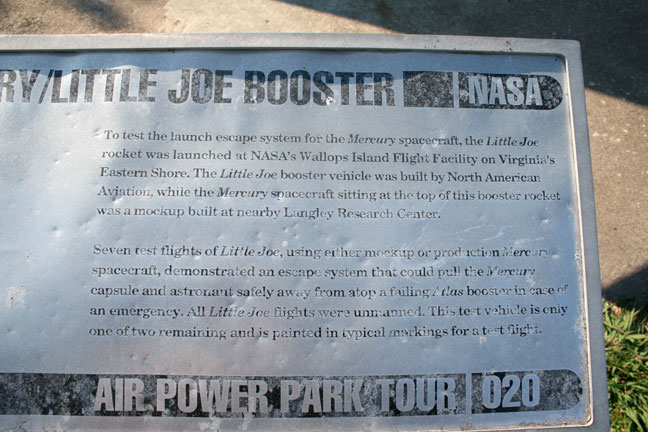 RY/LITTLE JOE BOOSTER NASA
To test the launch escape system for the Mercury spacecraft, the Little Joe
rocket was launched at NASA's Wallops Island Flight Facility on Virginia's
Eastern Shore. The Little Joe booster vehicle was built by North American
Aviation, while the Mercury spacecraft sitting at the top of this booster rocket
was a mockup built at nearby Langley Research Center.
Seven test flights of Little Joe, using either mockup or production Mercury
spacecraft, demonstrated an escape system that could pull the Mercury
capsule and astronaut safely away from atop a failing Atlas booster in case of
an emergency. All Little Joe flights were unmanned. This test vehicle is only
one of two remaining and is painted in typical markings for a test flight.
AIR POWER PARK TOUR 020